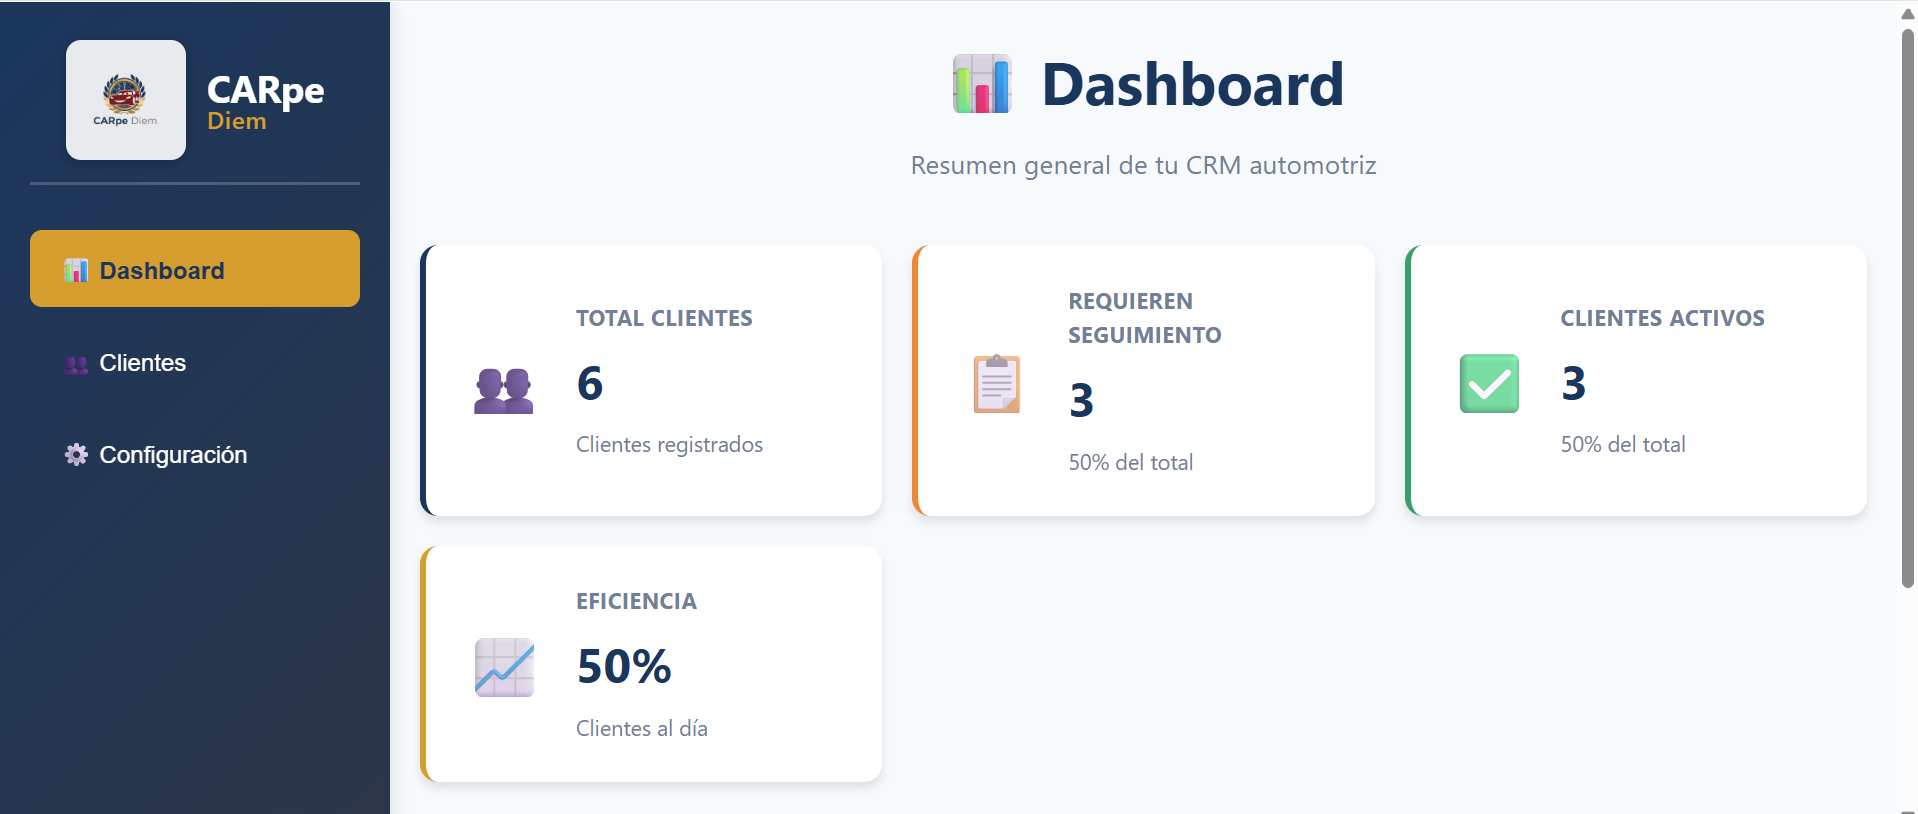 CARpe Diem
CARpe
Diem
Dashboard
Clientes
Configuración
Dashboard
Resumen general de tu CRM automotriz
TOTAL CLIENTES
6
Clientes registrados
REQUIEREN
SEGUIMIENTO
3
50% del total
CLIENTES ACTIVOS
3
50% del total
EFICIENCIA
50%
Clientes al día